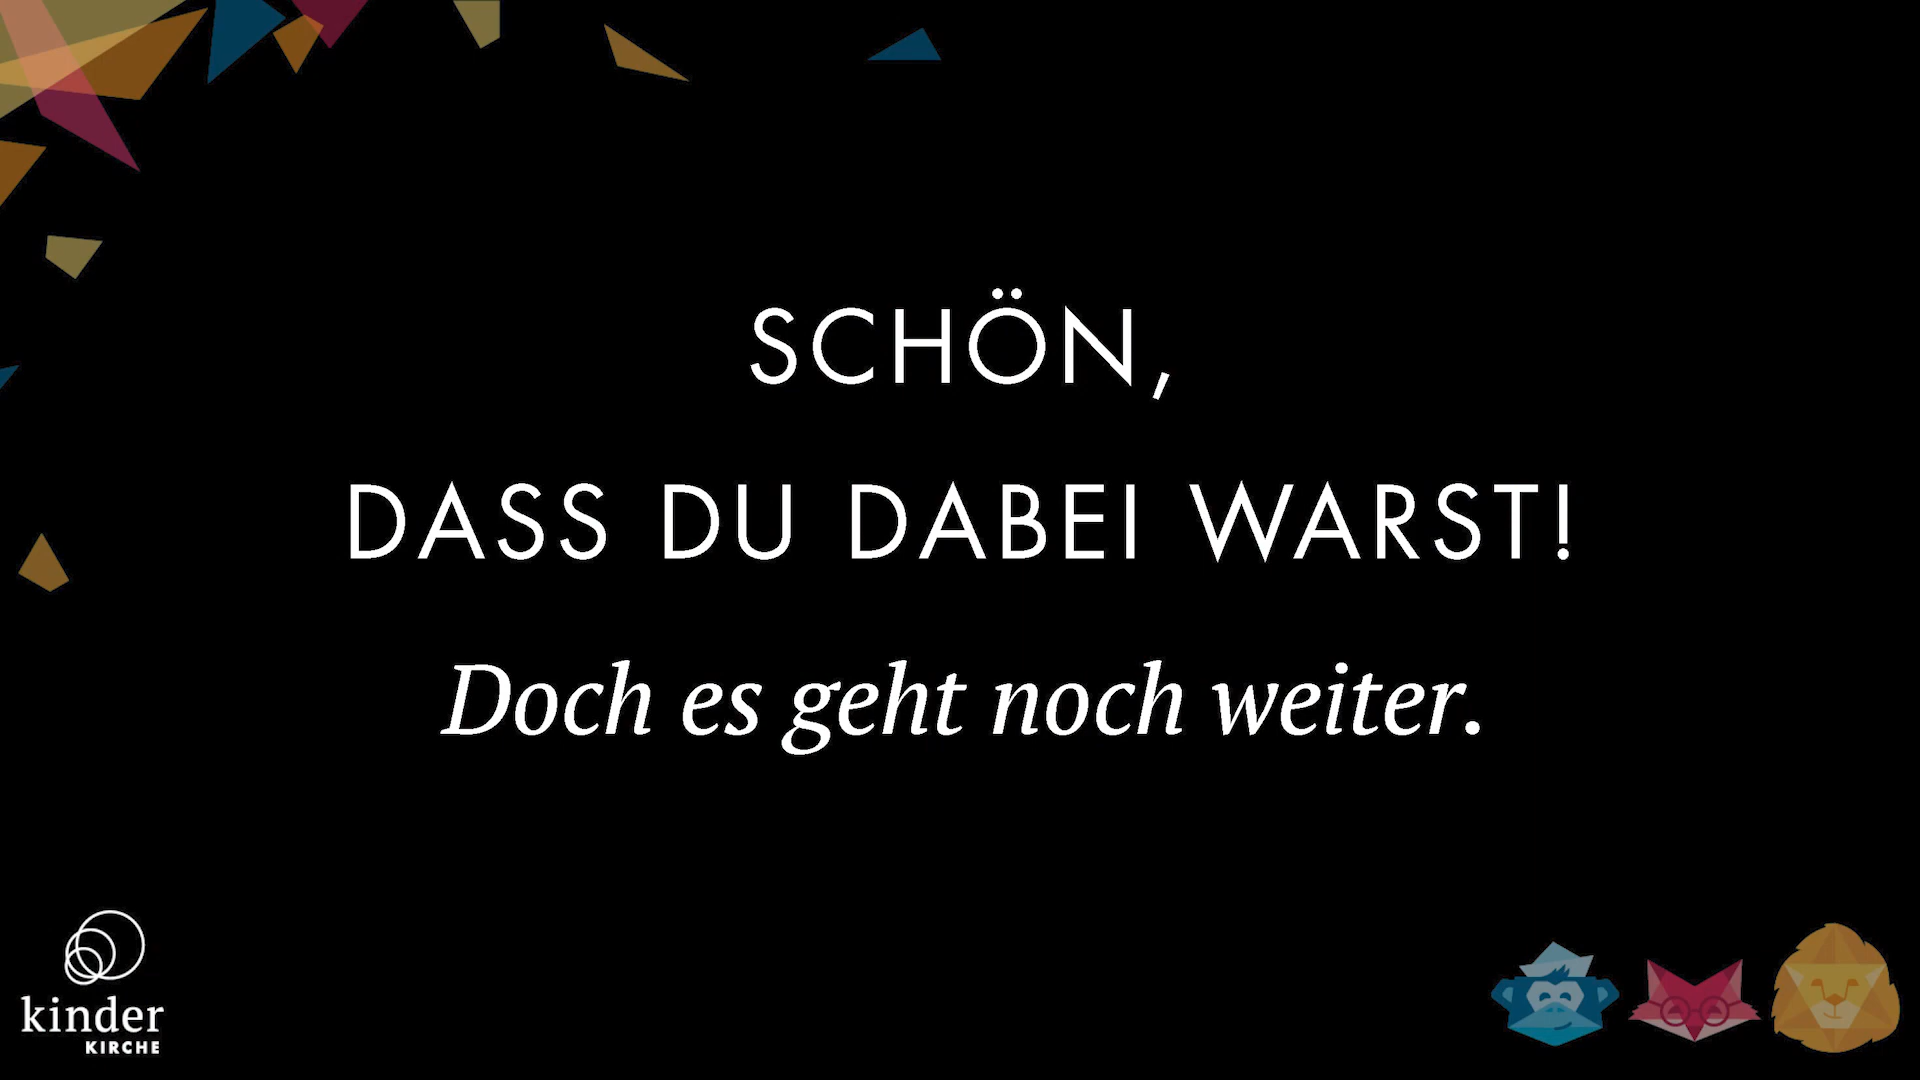 SCHÖN,
DASS DU DABEI WARST!
Doch es geht noch weiter.
kinder
KIRCHE